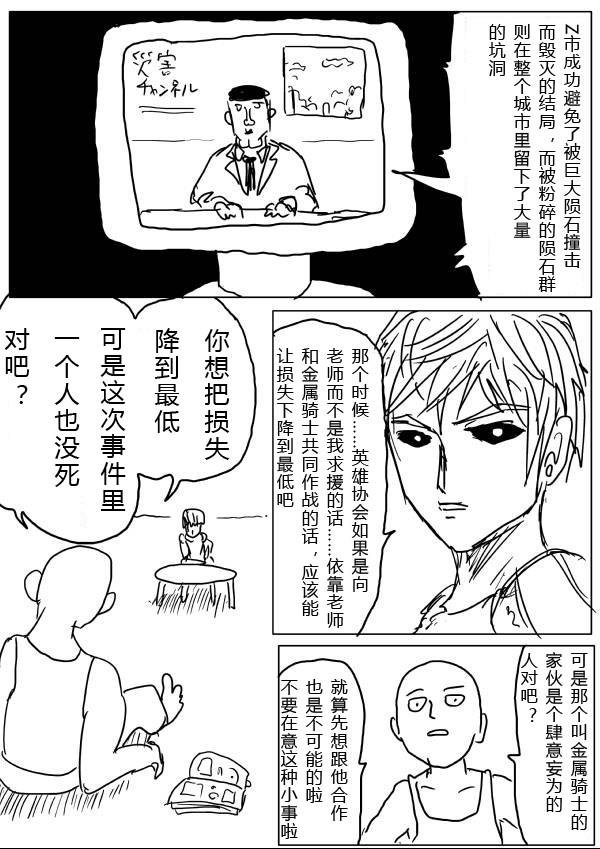 災害
チャンネル
Z市成功避免了被巨大陨石撞击
而毁灭的结局，而被粉碎的陨石群
则在整个城市里留下了大量
的坑洞
那个时候……英雄协会如果是向
老师而不是我求援的话……依靠老师
和金属骑士共同作战的话，应该能
让损失下降到最低吧
你想把损失
降到最低
可是这次事件里
一个人也没死
对吧？
可是那个叫金属骑士的
家伙是个肆意妄为的
人对吧？
就算先想跟他合作
也是不可能的啦
不要在意这种小事啦